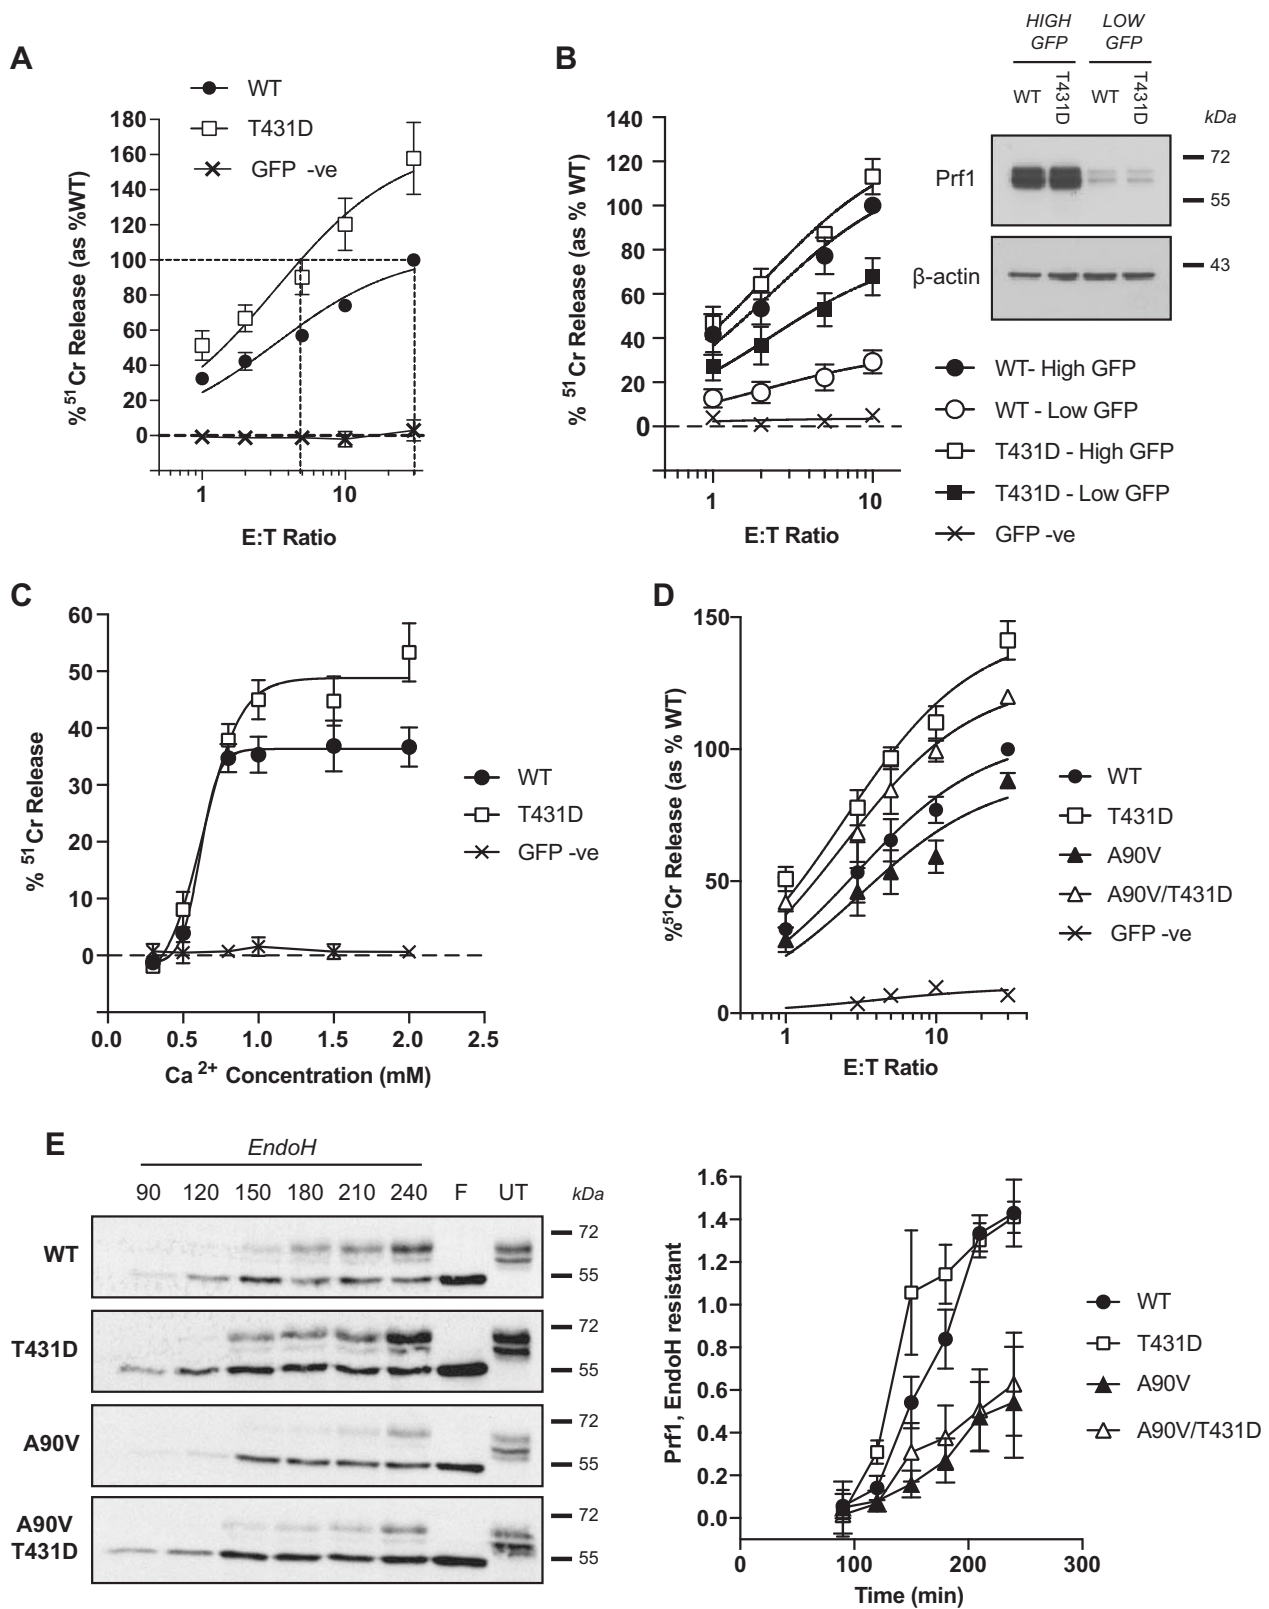 A
WT
T431D
GFP -ve
% 51Cr Release (as %WT)
180
160
140
120
100
80
60
40
20
0
1
10
E:T Ratio
B
HIGH GFP
LOW GFP
WT
T431D
WT
T431D
kDa
Prf1
72
55
β-actin
43
% 51Cr Release (as % WT)
140
120
100
80
60
40
20
0
1
10
E:T Ratio
WT- High GFP
WT - Low GFP
T431D - High GFP
T431D - Low GFP
GFP -ve
C
% 51Cr Release
60
50
40
30
20
10
0
0.0
0.5
1.0
1.5
2.0
2.5
Ca 2+ Concentration (mM)
WT
T431D
GFP -ve
D
%51Cr Release (as % WT)
150
100
50
0
1
10
E:T Ratio
WT
T431D
A90V
A90V/T431D
GFP -ve
E
EndoH
90 120 150 180 210 240 F UT kDa
WT
72
55
T431D
72
55
A90V
72
55
A90V
T431D
72
55
Prf1, EndoH resistant
1.6
1.4
1.2
1.0
0.8
0.6
0.4
0.2
0.0
0
100
200
300
Time (min)
WT
T431D
A90V
A90V/T431D